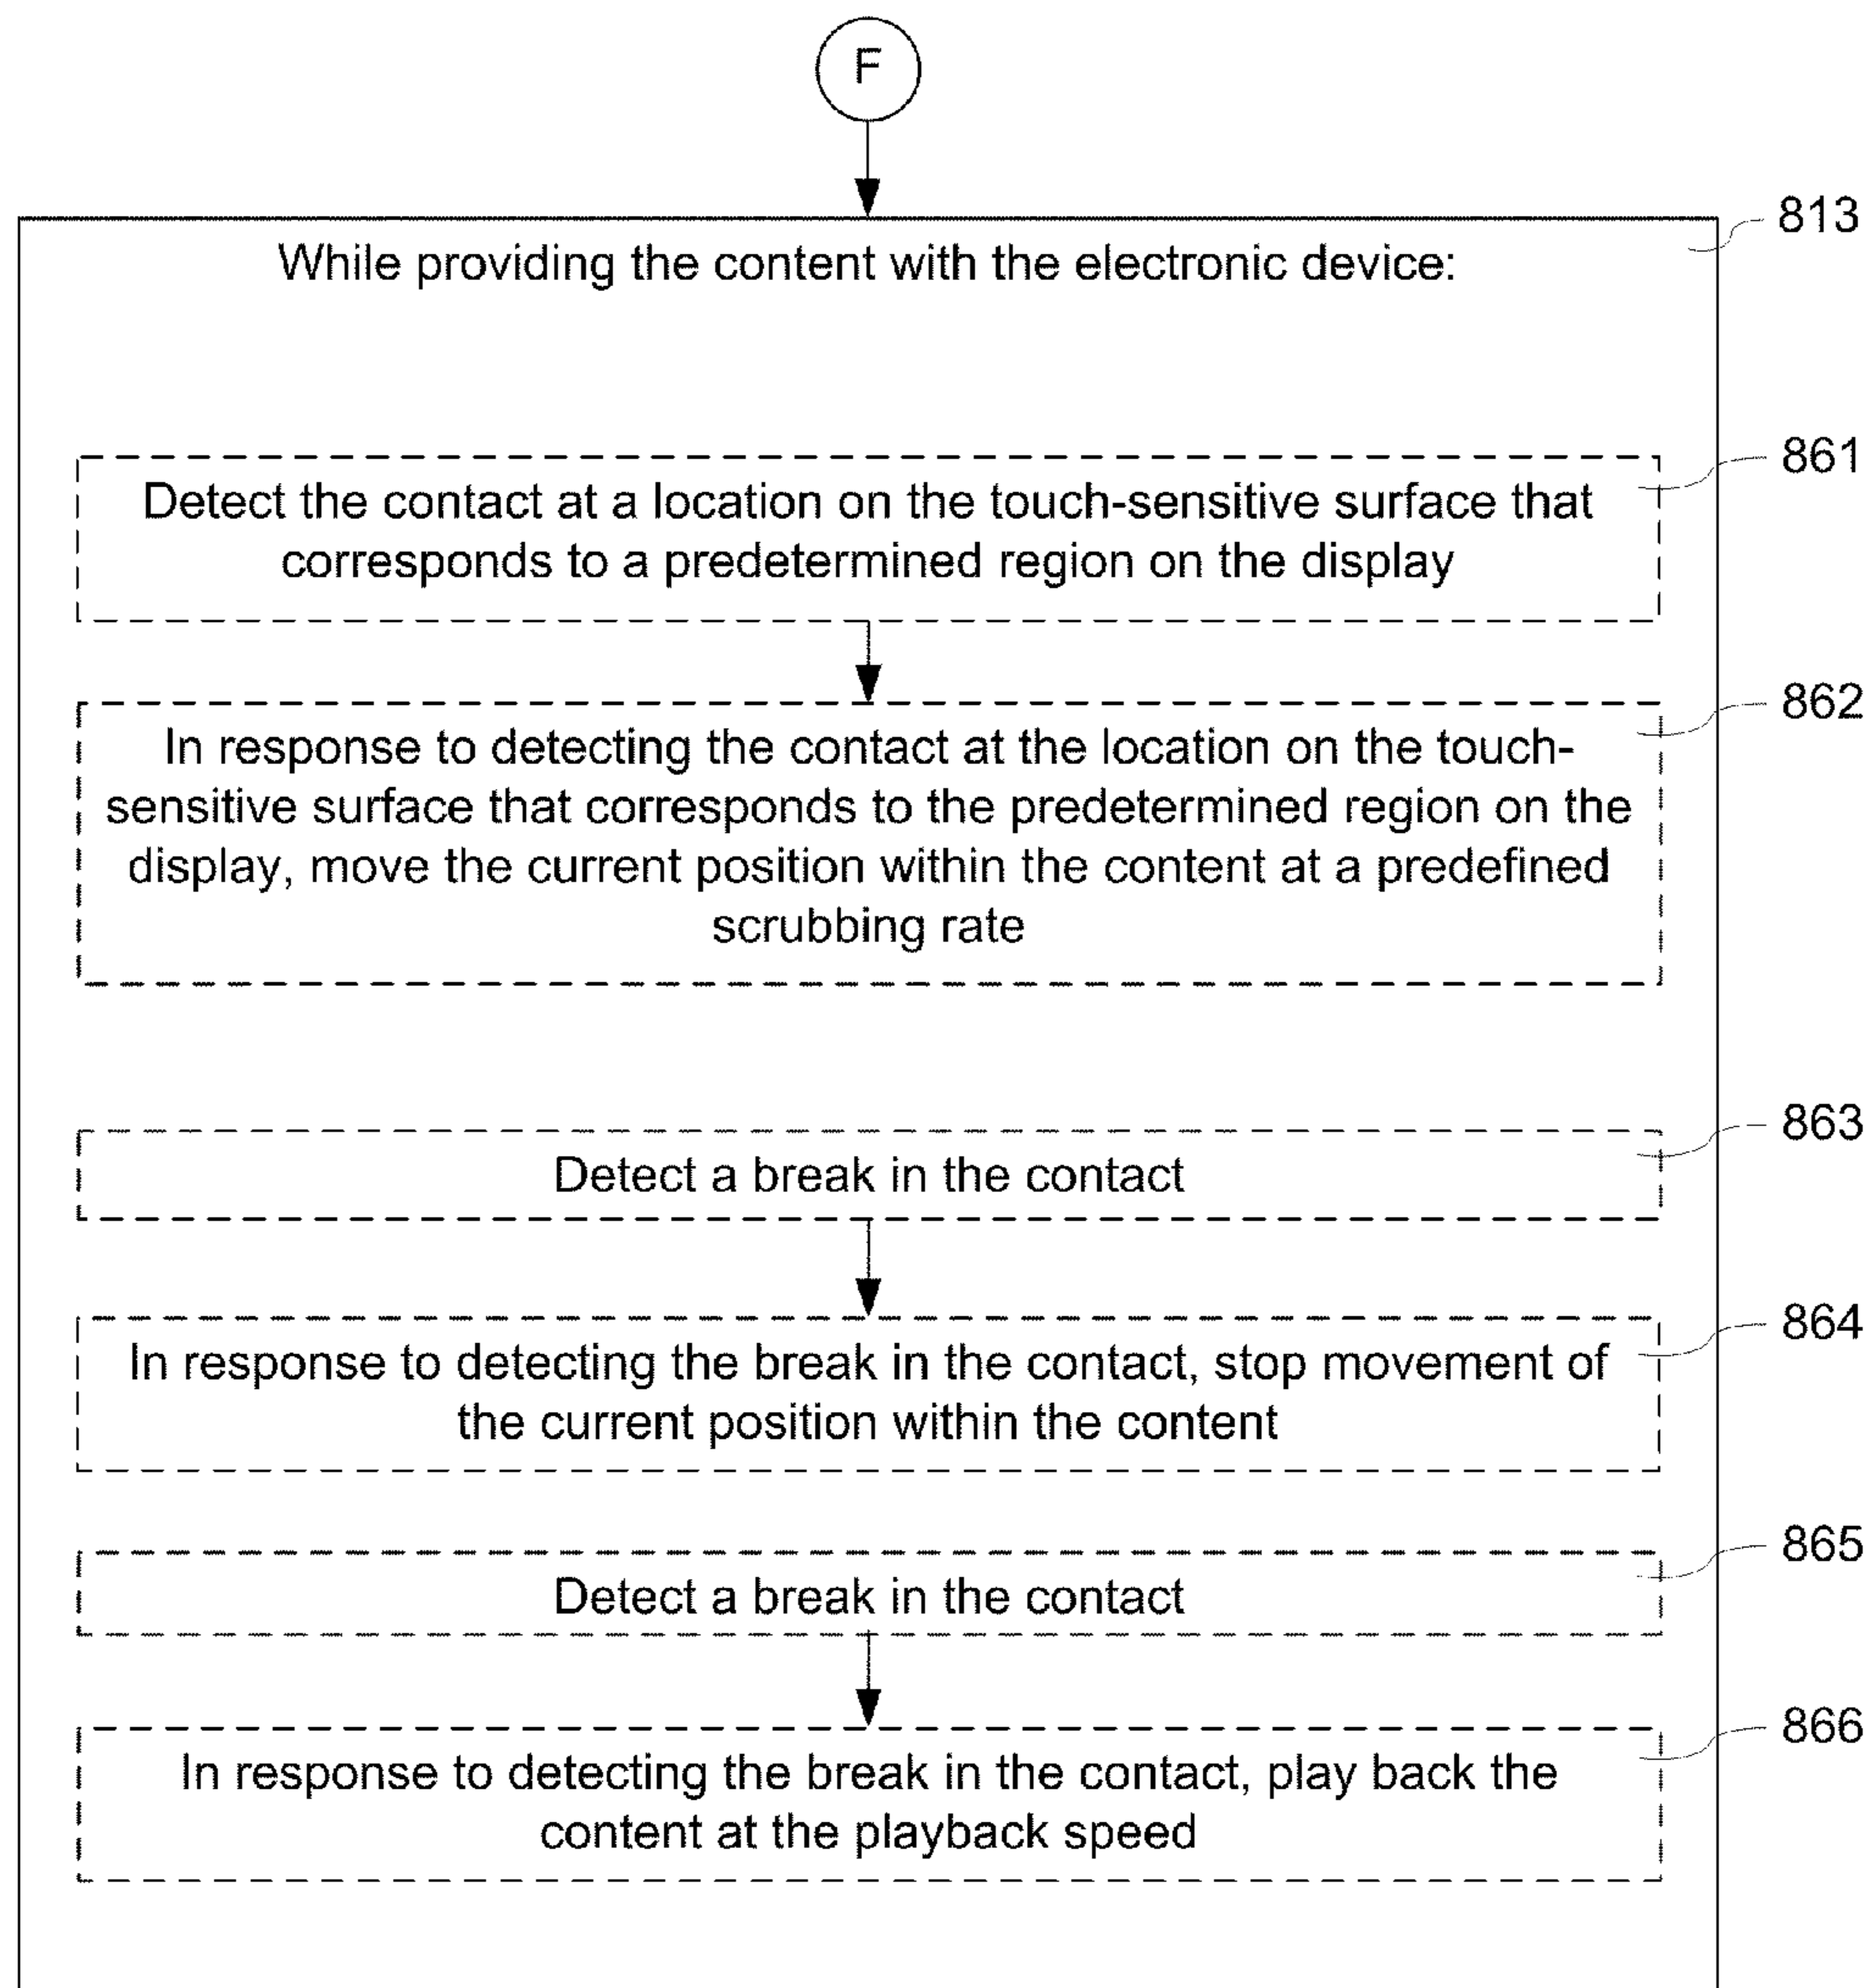 F
813
While providing the content with the electronic device:
861
Detect the contact at a location on the touch-sensitive surface that
corresponds to a predetermined region on the display
862
In response to detecting the contact at the location on the touch-
sensitive surface that corresponds to the predetermined region on the
display, move the current position within the content at a predefined
scrubbing rate
863
Detect a break in the contact
864
In response to detecting the break in the contact, stop movement of
the current position within the content
865
Detect a break in the contact
866
In response to detecting the break in the contact, play back the
content at the playback speed